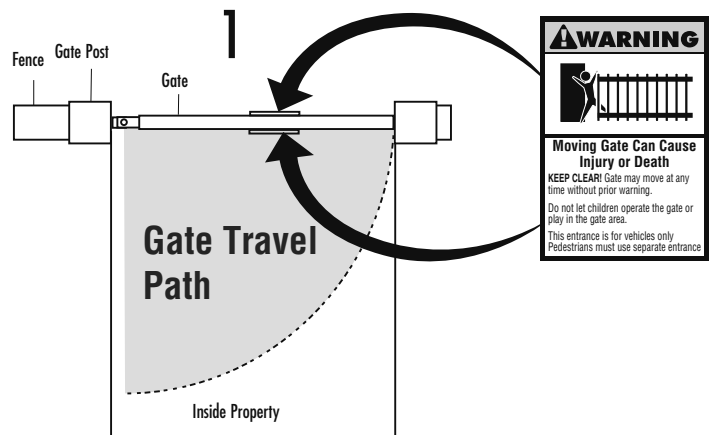 1
Fence
Gate Post
Gate
Gate Travel
Path
Inside Property
WARNING
Moving Gate Can Cause
Injury or Death
KEEP CLEAR! Gate may move at any
time without prior warning.
Do not let children operate the gate or
play in the gate area.
This entrance is for vehicles only
Pedestrians must use separate entrance